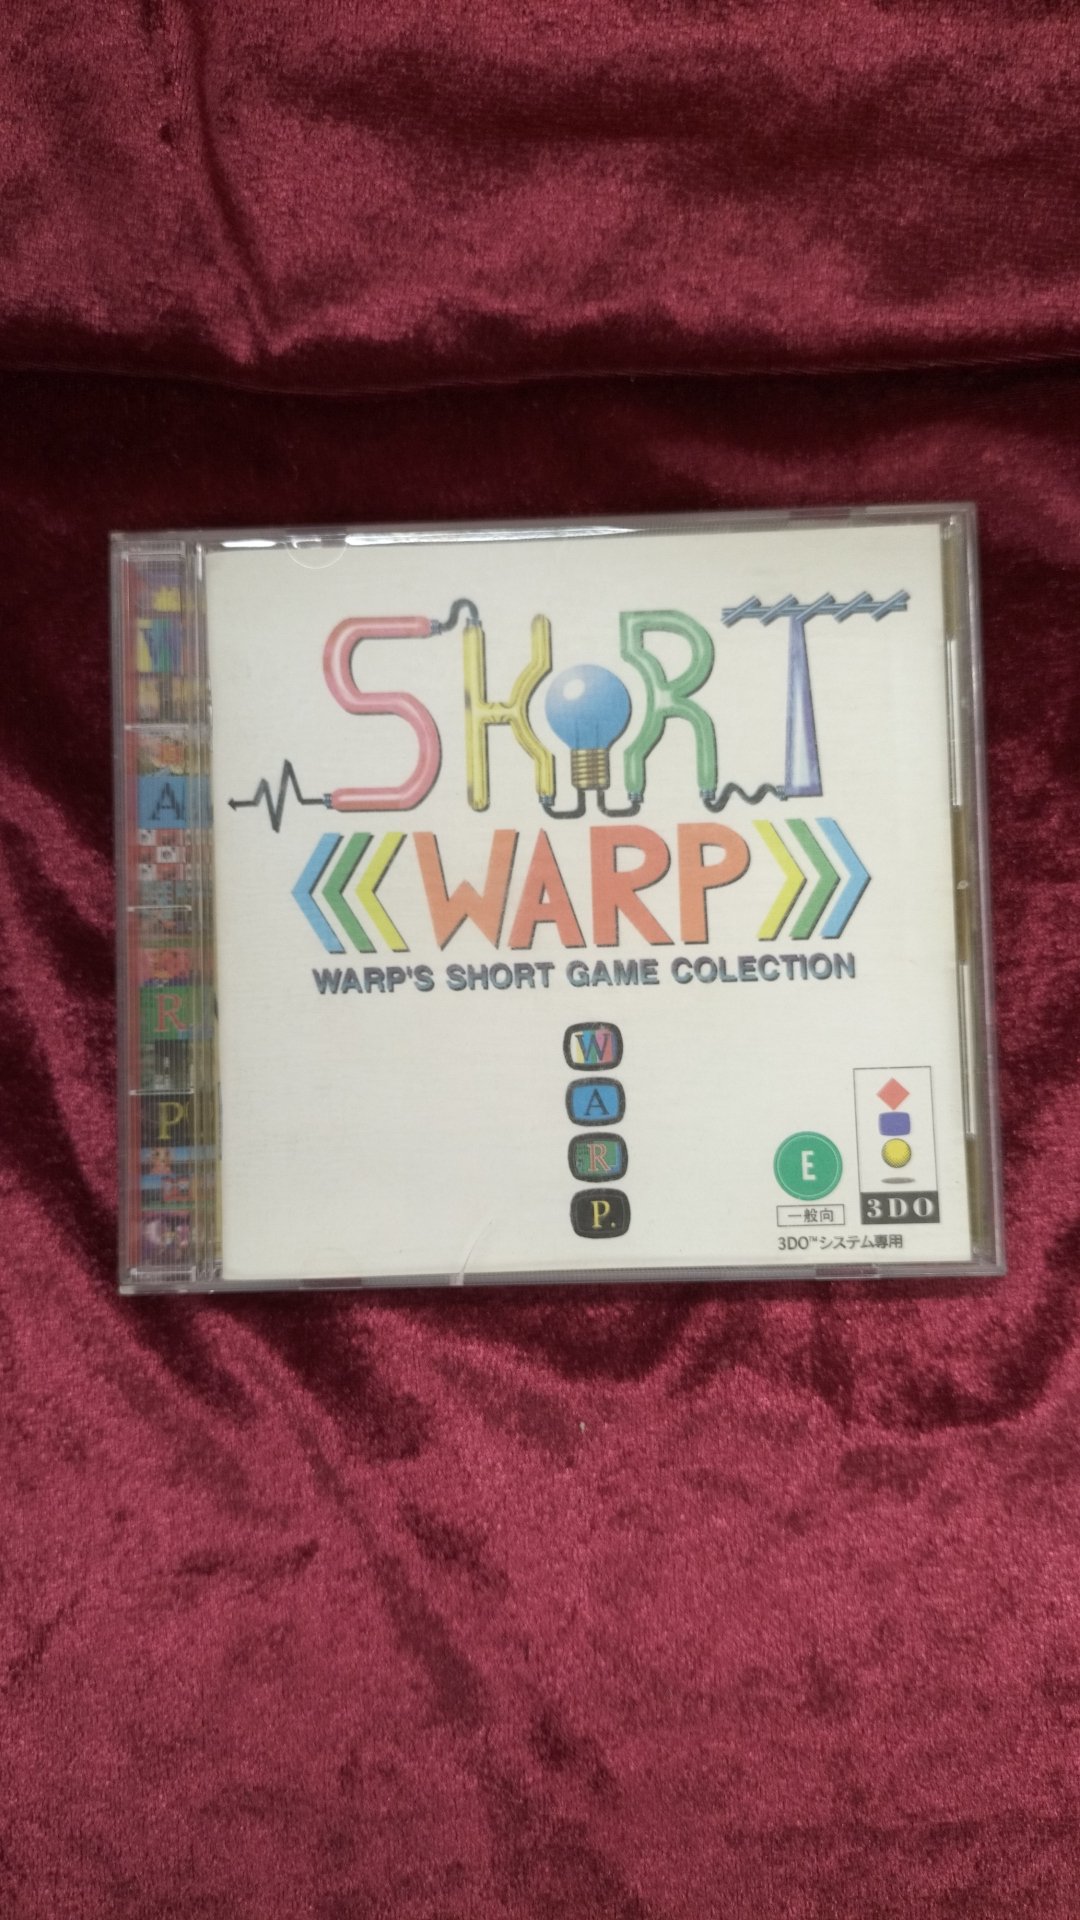 SHORT
WARP
WARP'S SHORT GAME COLECTION
W
A
R
P.
E
一般向
3DO
3DO™システム専用
A
R
P